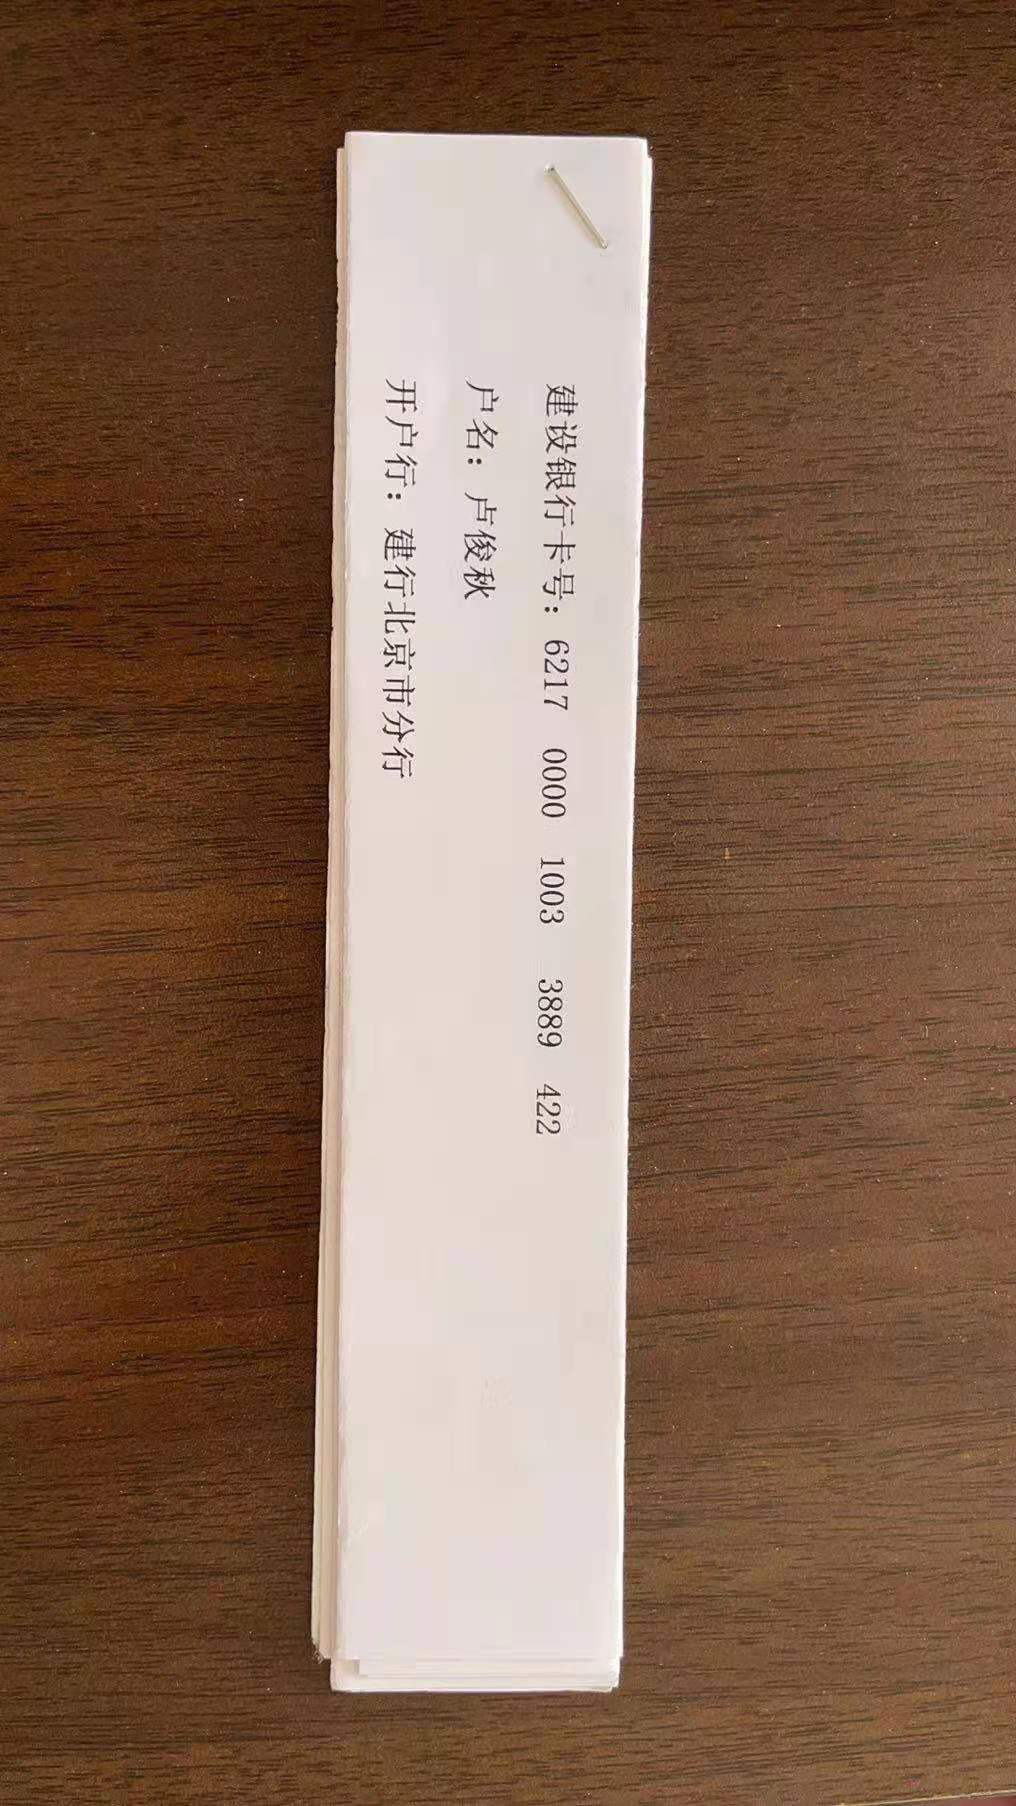 建设银行卡号：6217 0000 1003 3889 422
户名：卢俊秋
开户行：建行北京市分行